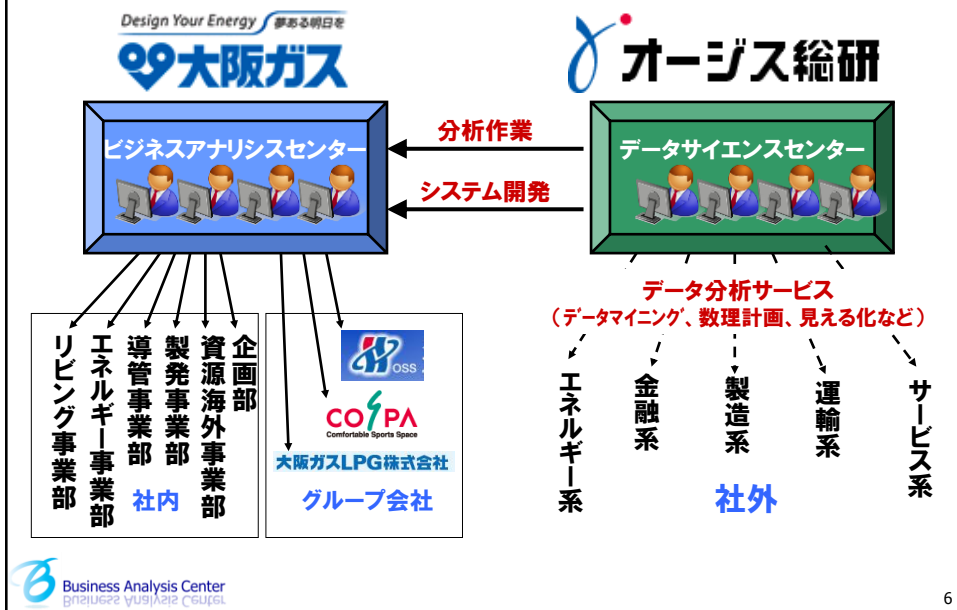 Design Your Energy 夢ある明日を
大阪ガス
オージス総研
ビジネスアナリシスセンター
分析作業
システム開発
データサイエンスセンター
データ分析サービス
(データマイニング、数理計画、見える化など)
リビング事業部
エネルギー事業部
導管事業部
製発事業部
資源海外事業部
企画部
社内
OSS
CO PA
Comfortable Sports Space
大阪ガスLPG株式会社
グループ会社
エネルギー系
金融系
製造系
運輸系
サービス系
社外
Business Analysis Center
6